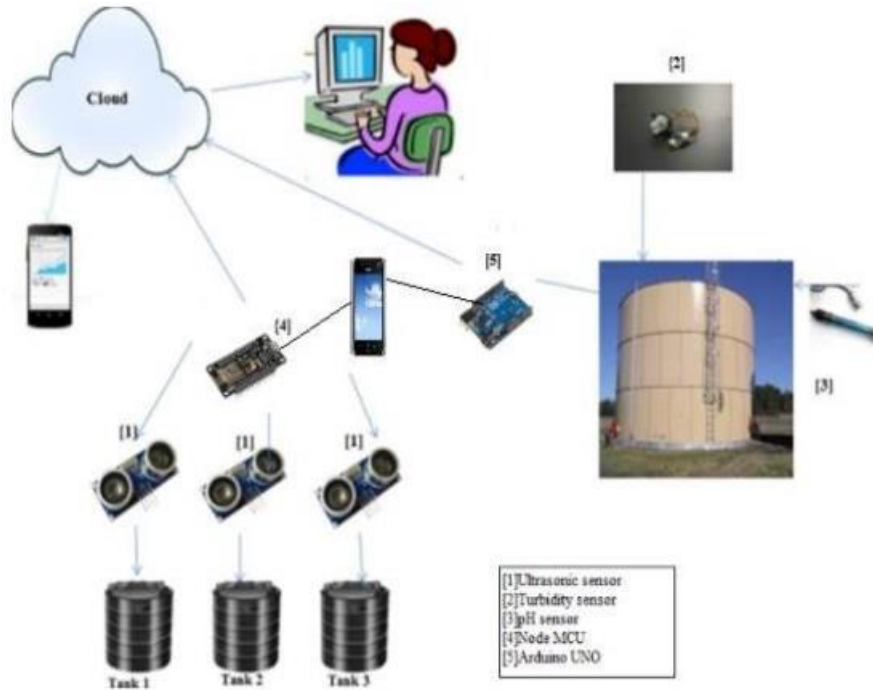 Cloud
[2]
[5]
[4]
[3]
[1]
[1]
[1]
[1]Ultrasonic sensor
[2]Turbidity sensor
[3]pH sensor
[4]Node MCU
[5]Arduino UNO
Tank 1
Tank 2
Tank 3